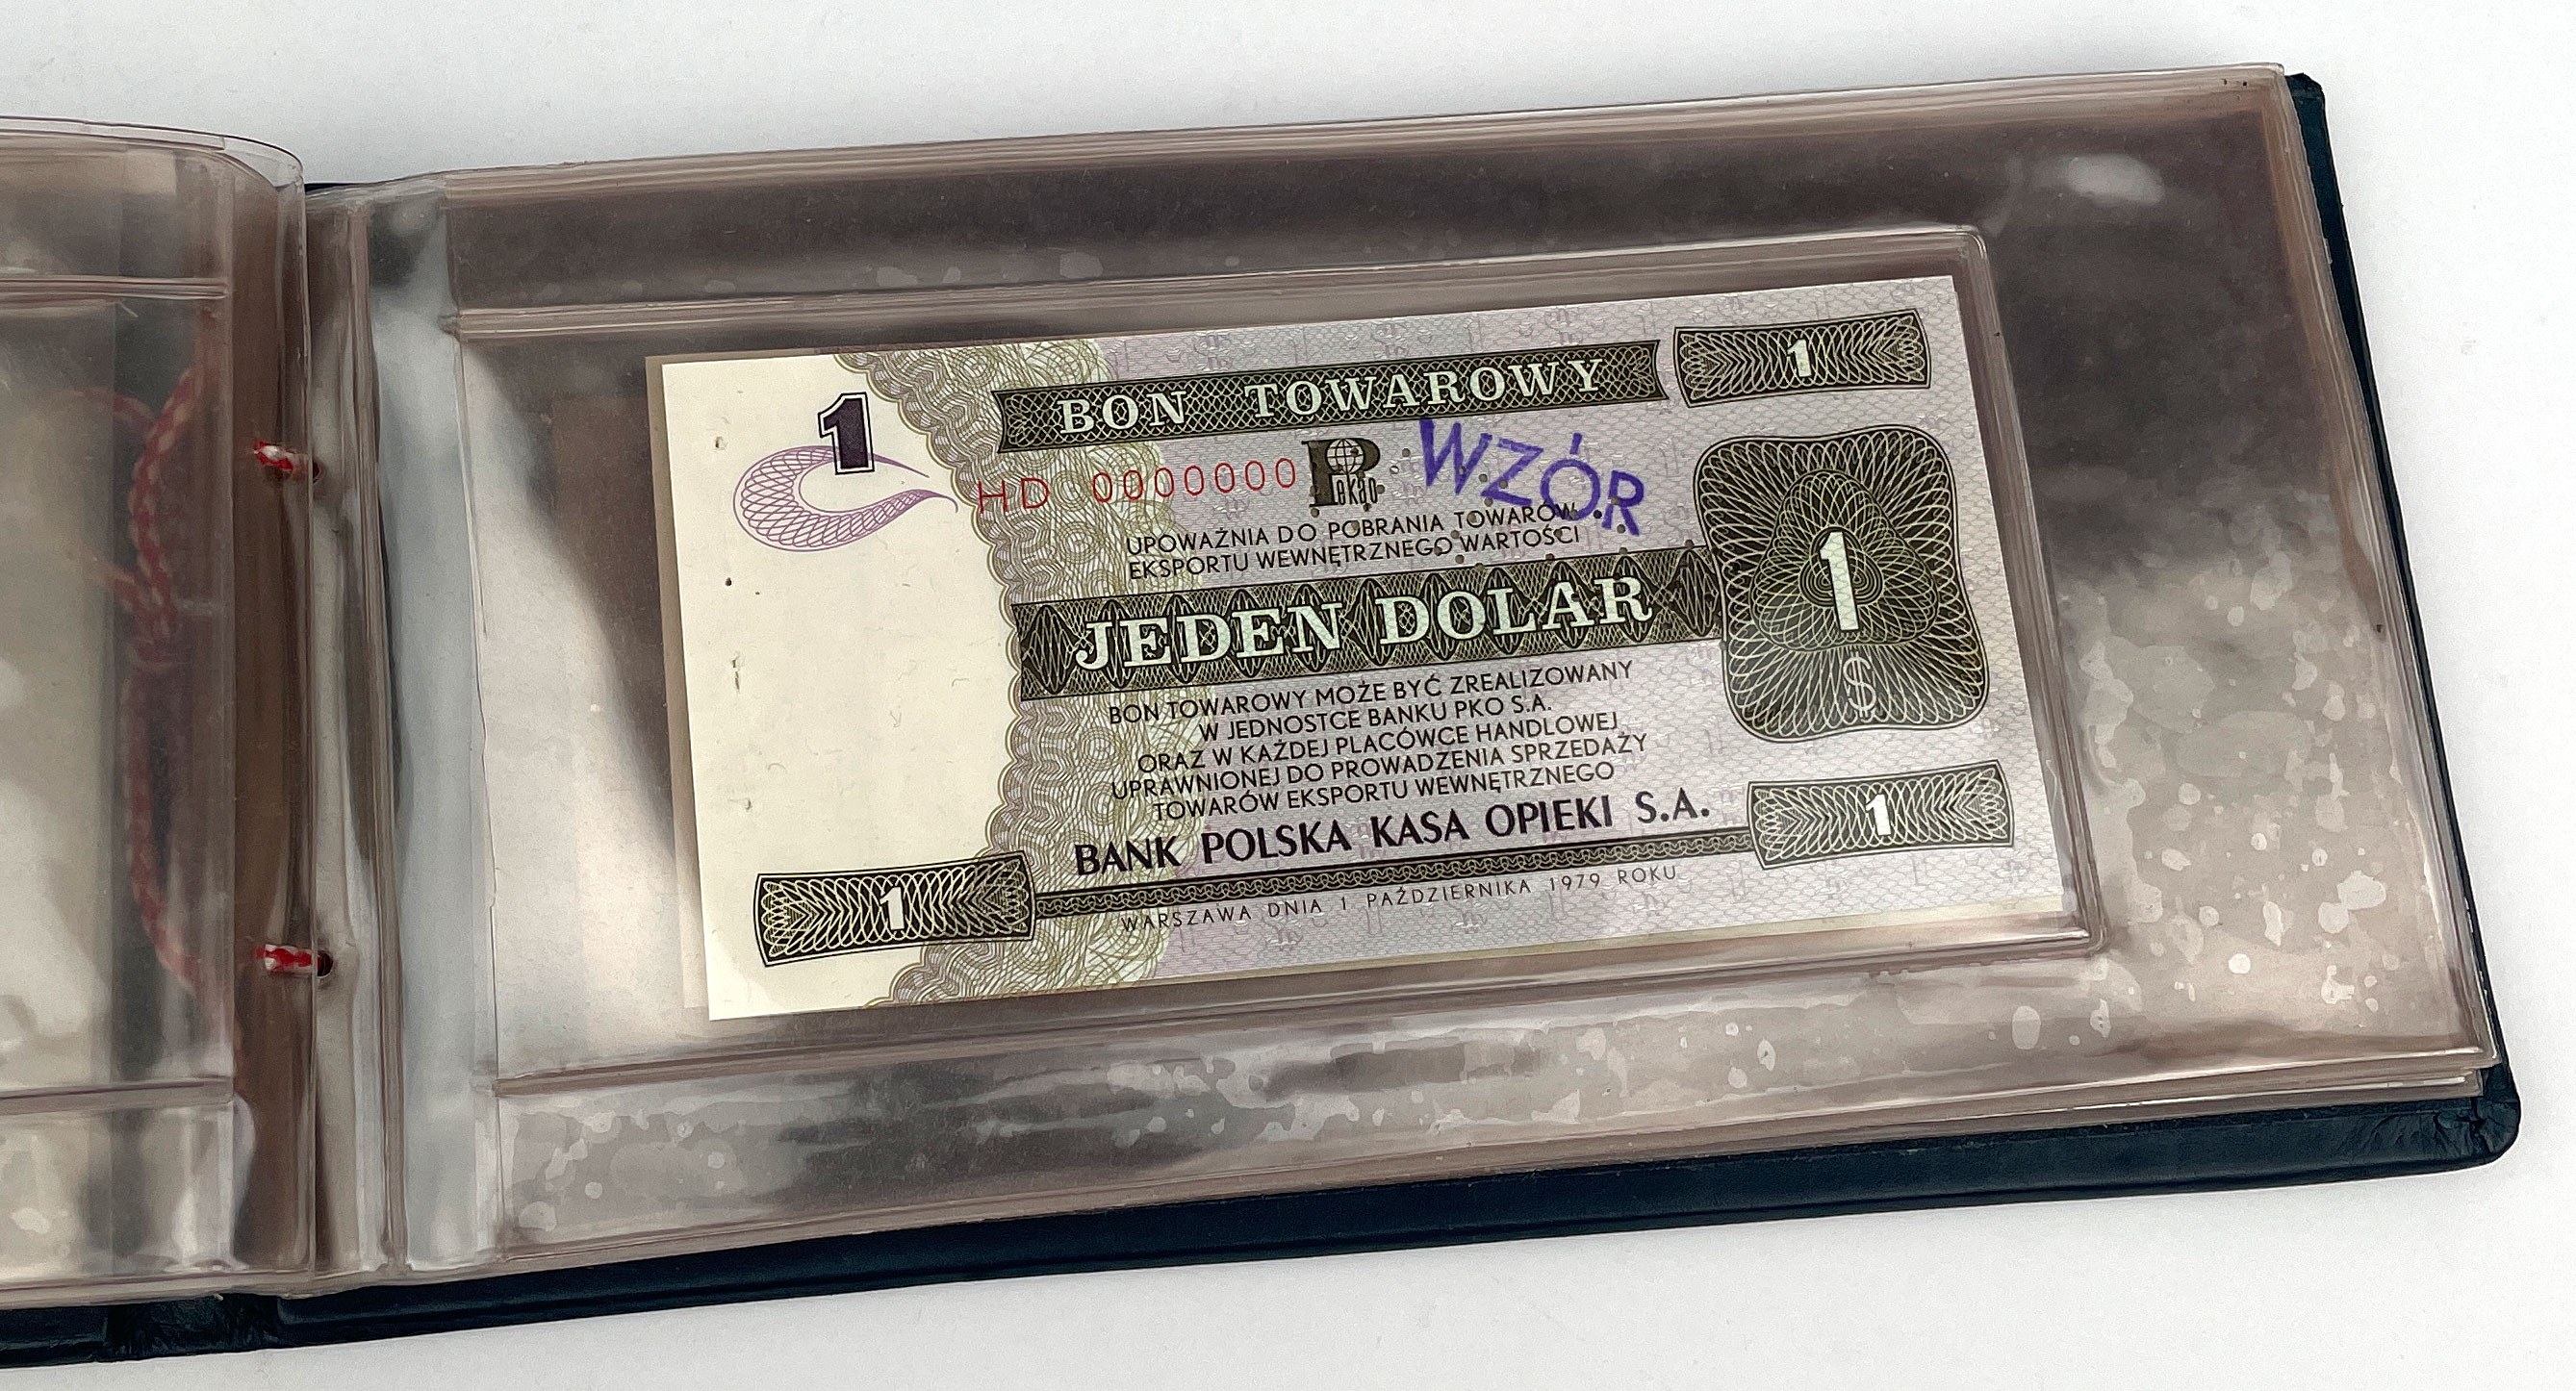 1
BON TOWAROWY
1
HD 0000000
Pekao
WZÓR
UPOWAŻNIA DO POBRANIA TOWARÓW
EKSPORTU WEWNĘTRZNEGO WARTOŚCI
JEDEN DOLAR
1
$
BON TOWAROWY MOŻE BYĆ ZREALIZOWANY
W JEDNOSTCE BANKU PKO S.A.
ORAZ W KAŻDEJ PLACÓWCE HANDLOWEJ
UPRAWNIONEJ DO PROWADZENIA SPRZEDAŻY
TOWARÓW EKSPORTU WEWNĘTRZNEGO
BANK POLSKA KASA OPIEKI S.A.
1
1
WARSZAWA DNIA 1 PAŹDZIERNIKA 1979 ROKU